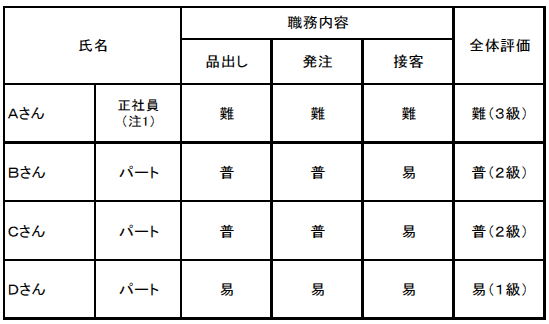 氏名
職務内容
全体評価
品出し
発注
接客
Aさん
正社員
（注1）
難
難
難
難（3級）
Bさん
パート
普
普
易
普（2級）
Cさん
パート
普
普
易
普（2級）
Dさん
パート
易
易
易
易（1級）